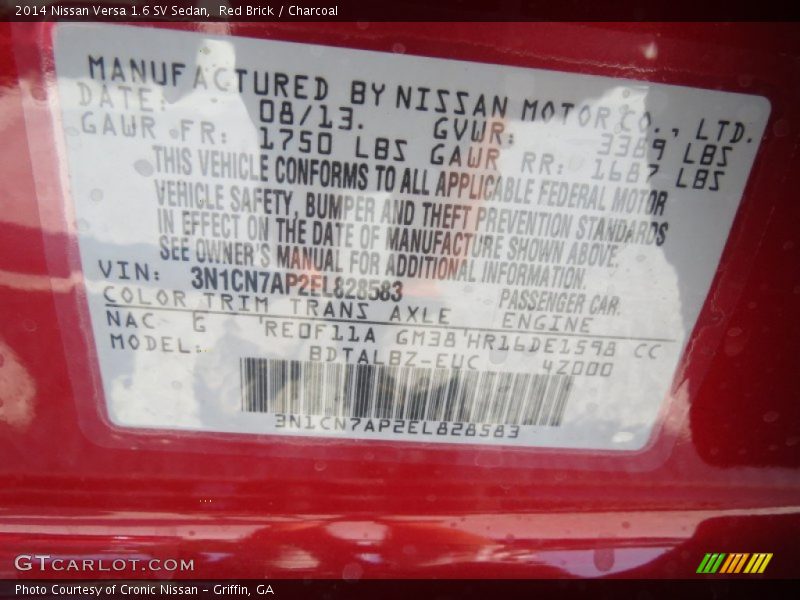 2014 Nissan Versa 1.6 SV Sedan, Red Brick / Charcoal
MANUFACTURED BY NISSAN MOTOR CO., LTD.
DATE: 08/13. GVWR: 3389 LBS
GAWR FR: 1750 LBS GAWR RR: 1687 LBS
THIS VEHICLE CONFORMS TO ALL APPLICABLE FEDERAL MOTOR
VEHICLE SAFETY, BUMPER AND THEFT PREVENTION STANDARDS
IN EFFECT ON THE DATE OF MANUFACTURE SHOWN ABOVE.
SEE OWNER'S MANUAL FOR ADDITIONAL INFORMATION.
VIN: 3N1CN7AP2EL828583 PASSENGER CAR.
COLOR TRIM TRANS AXLE ENGINE
NAC G 'RE0F11A GM38'HR16DE1598 CC
MODEL: BDTALBZ-EUC 4Z000
3N1CN7AP2EL828583
GTCARLOT.COM
Photo Courtesy of Cronic Nissan - Griffin, GA